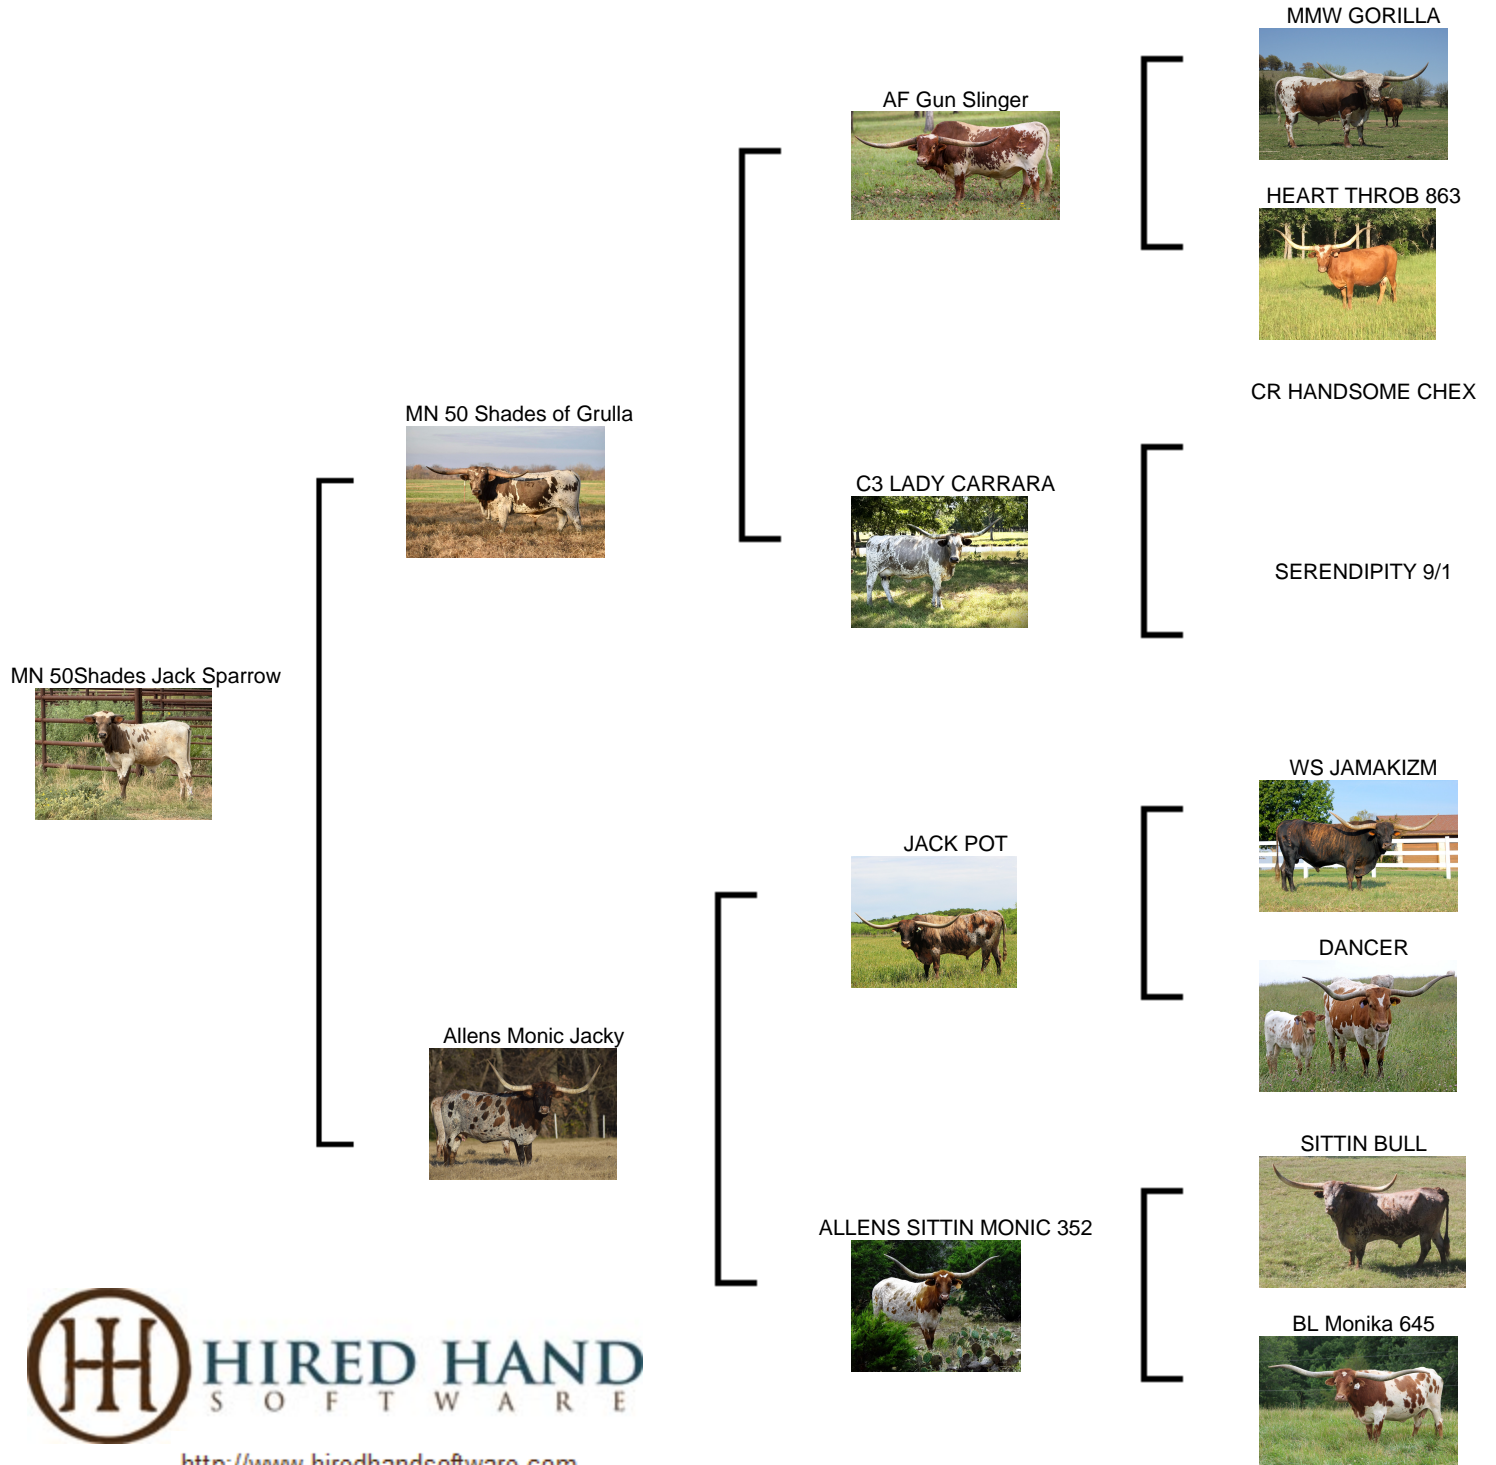 MMW GORILLA
AF Gun Slinger
HEART THROB 863
CR HANDSOME CHEX
MN 50 Shades of Grulla
C3 LADY CARRARA
SERENDIPITY 9/1
MN 50Shades Jack Sparrow
WS JAMAKIZM
JACK POT
DANCER
Allens Monic Jacky
SITTIN BULL
ALLENS SITTIN MONIC 352
BL Monika 645
HIRED HAND
SOFTWARE
http://www.hiredhandsoftware.com